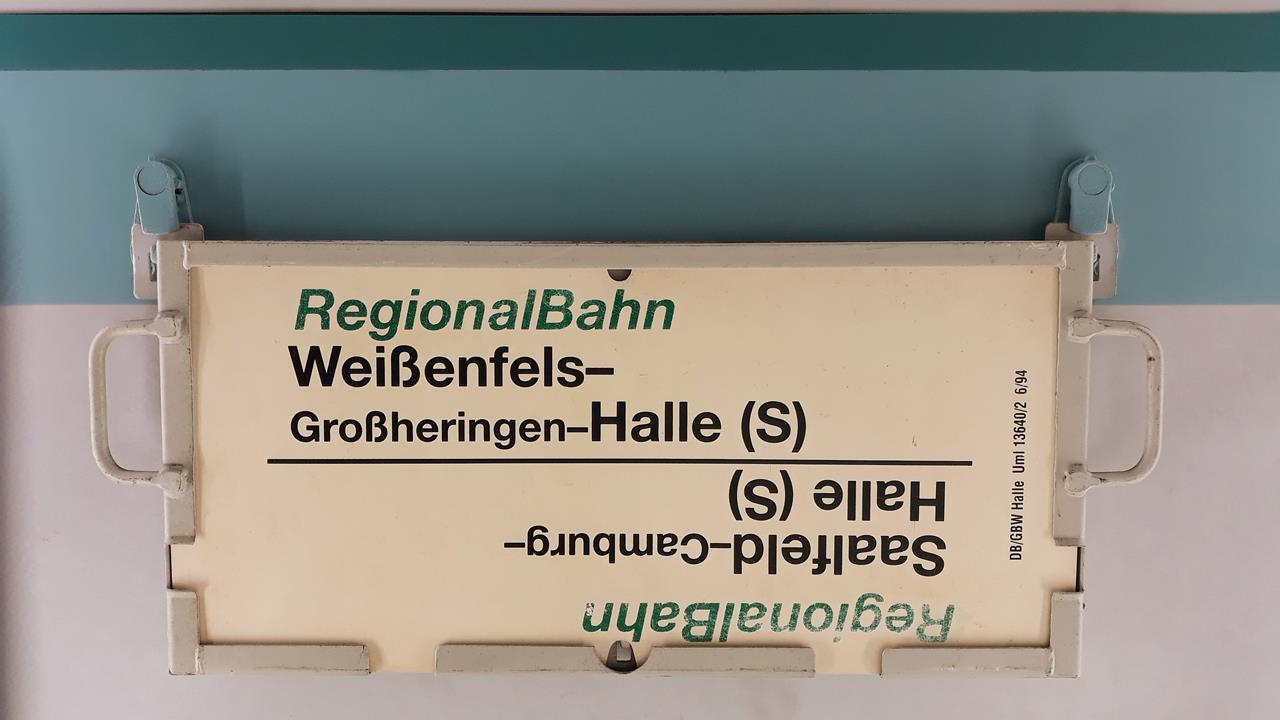 RegionalBahn
Weißenfels–
Großheringen–Halle (S)
RegionalBahn
Saalfeld–Camburg–
Halle (S)
DB/GBW Halle Uml 13640/2 6/94